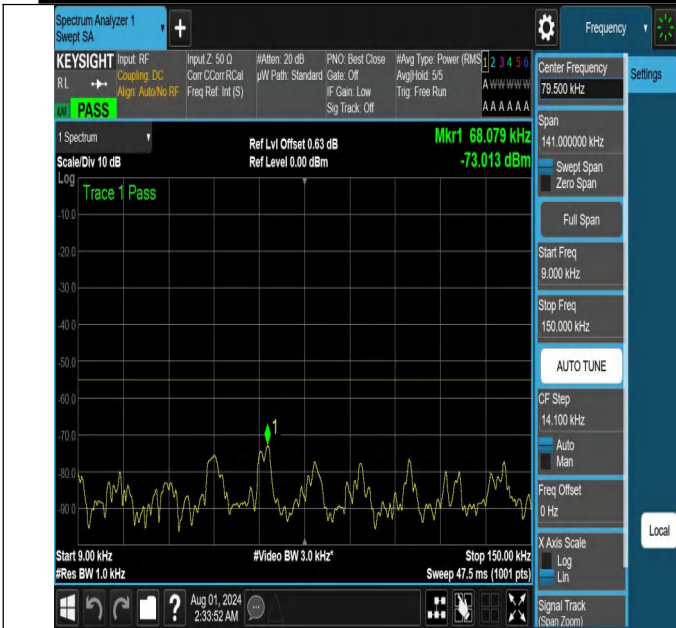 Spectrum Analyzer 1
Swept SA
+
Frequency
KEYSIGHT
RL
PASS
Input: RF
Coupling: DC
Align: Auto/No RF
Input Z: 50 Ω
Corr CCorr RCal
Freq Ref: Int (S)
#Atten: 20 dB
µW Path: Standard
PNO: Best Close
Gate: Off
IF Gain: Low
Sig Track: Off
#Avg Type: Power (RMS
Avg|Hold: 5/5
Trig: Free Run
1 2 3 4 5 6
A W W W W W
A A A A A A
1 Spectrum
Scale/Div 10 dB
Ref Lvl Offset 0.63 dB
Ref Level 0.00 dBm
Mkr1 68.079 kHz
-73.013 dBm
Log
Trace 1 Pass
-10.0
-20.0
-30.0
-40.0
-50.0
-60.0
-70.0
-80.0
-90.0
1
Start 9.00 kHz
#Res BW 1.0 kHz
#Video BW 3.0 kHz*
Stop 150.00 kHz
Sweep 47.5 ms (1001 pts)
Center Frequency
79.500 kHz
Settings
Span
141.000000 kHz
Swept Span
Zero Span
Full Span
Start Freq
9.000 kHz
Stop Freq
150.000 kHz
AUTO TUNE
CF Step
14.100 kHz
Auto
Man
Freq Offset
0 Hz
X Axis Scale
Log
Lin
Local
Signal Track
(Span Zoom)
?
Aug 01, 2024
2:33:52 AM